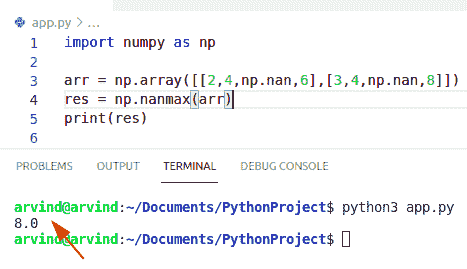 app.py > ...
1 import numpy as np
2
3 arr = np.array([[2,4,np.nan,6],[3,4,np.nan,8]])
4 res = np.nanmax(arr)
5 print(res)
6
PROBLEMS OUTPUT TERMINAL DEBUG CONSOLE
arvind@arvind:~/Documents/PythonProject$ python3 app.py
8.0
arvind@arvind:~/Documents/PythonProject$